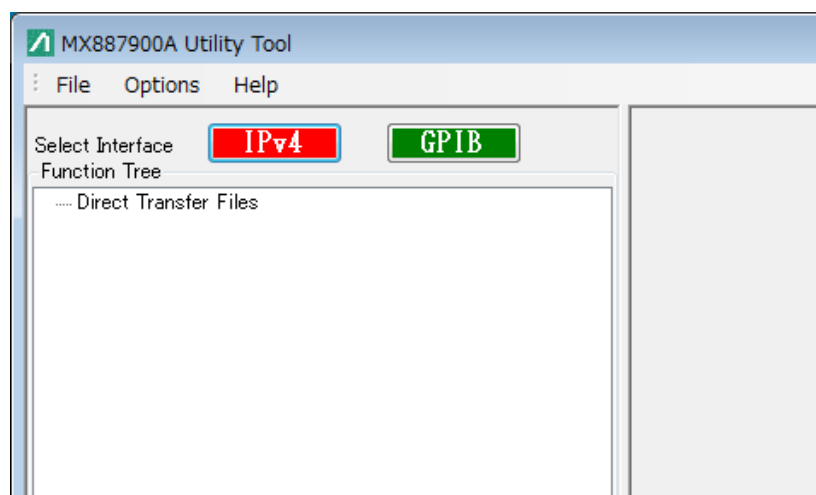 MX887900A Utility Tool
File Options Help
Select Interface IPv4 GPIB
Function Tree
Direct Transfer Files